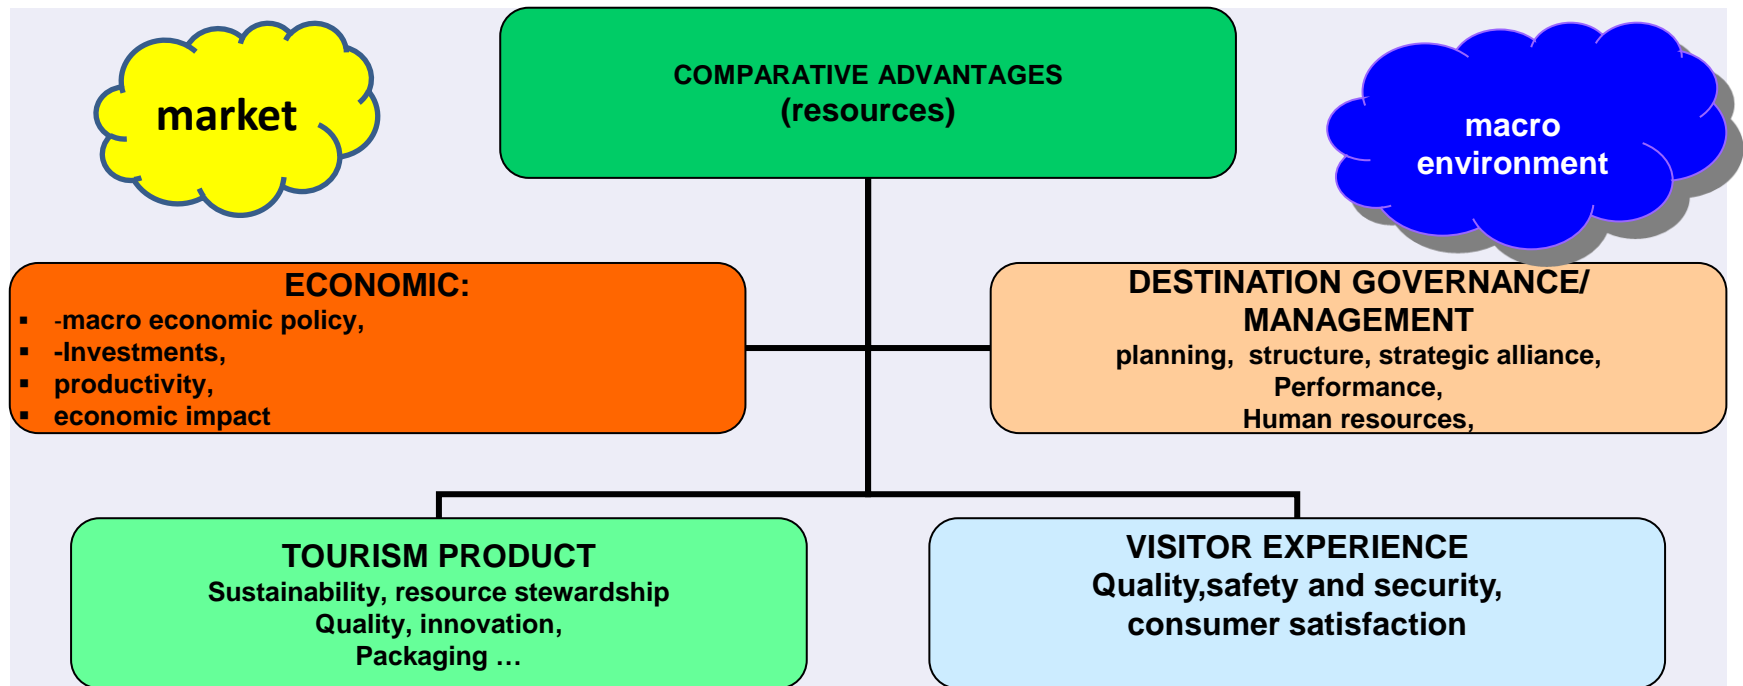 market
COMPARATIVE ADVANTAGES
(resources)
macro
environment
ECONOMIC:
▪ -macro economic policy,
▪ -Investments,
▪ productivity,
▪ economic impact
DESTINATION GOVERNANCE/
MANAGEMENT
planning, structure, strategic alliance,
Performance,
Human resources,
TOURISM PRODUCT
Sustainability, resource stewardship
Quality, innovation,
Packaging …
VISITOR EXPERIENCE
Quality,safety and security,
consumer satisfaction